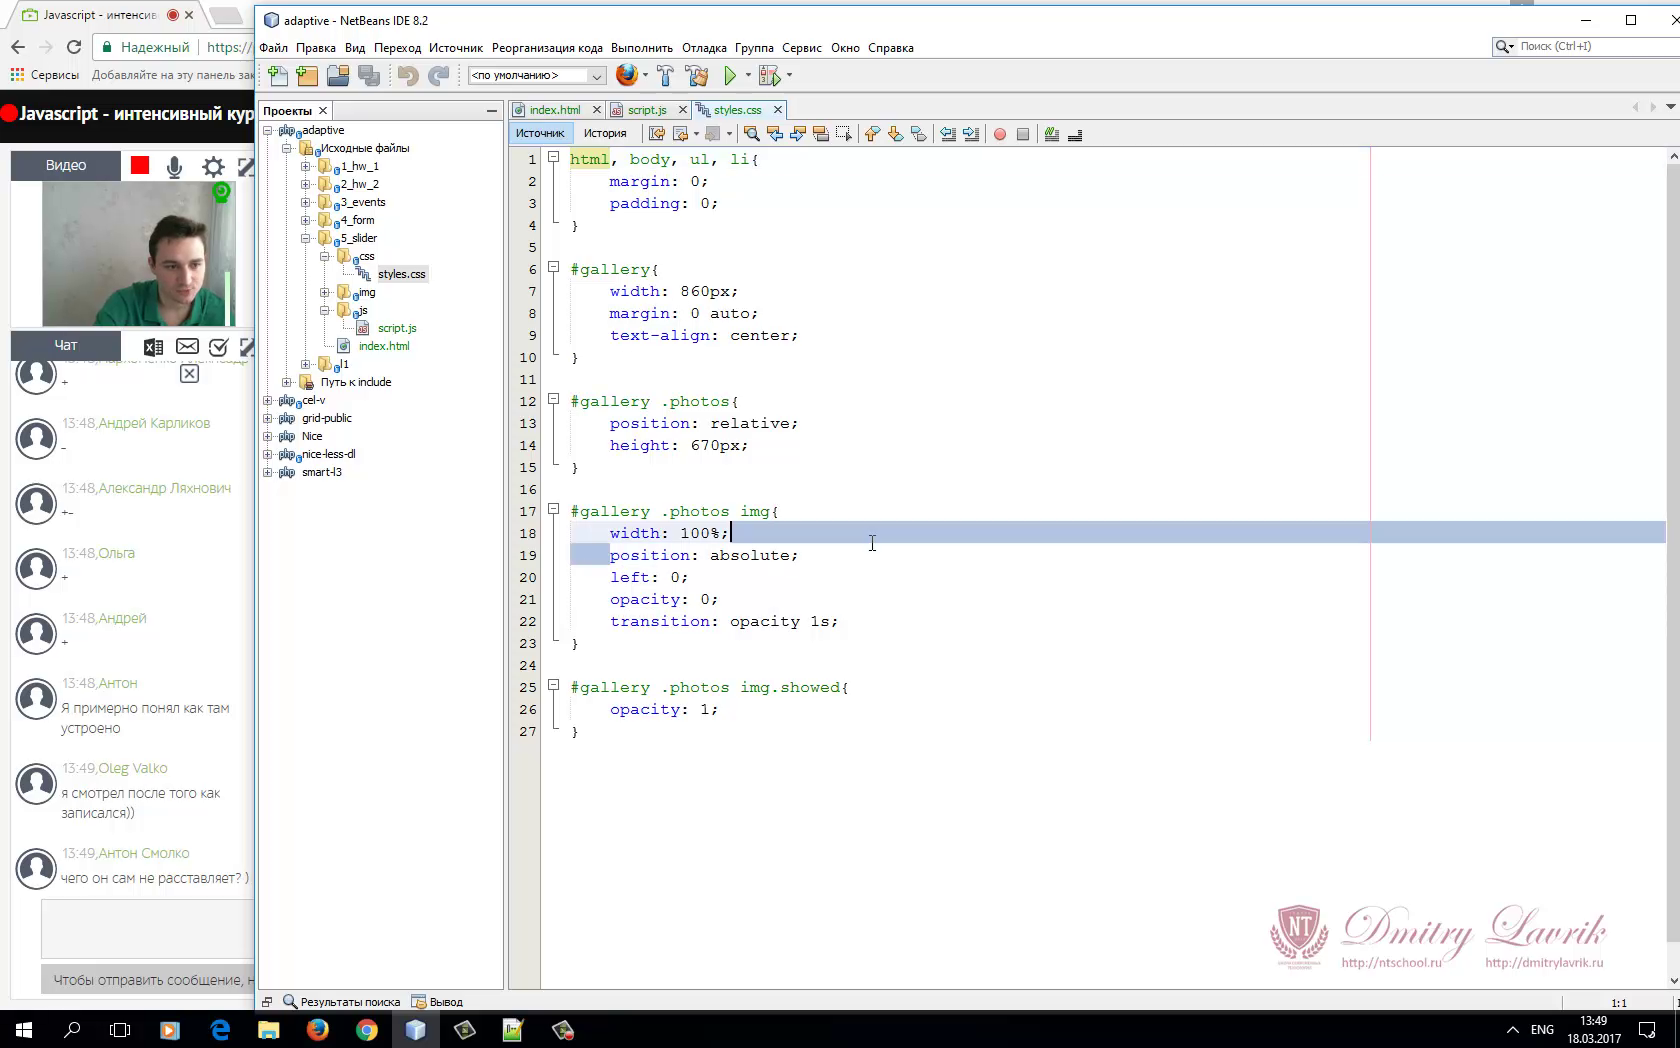 Javascript - интенсив
Надежный
https://
Сервисы
Добавляйте на эту панель зак
Javascript - интенсивный кур
Видео
Чат
+
13:48,Андрей Карликов
-
13:48,Александр Ляхнович
+-
13:48,Ольга
+
13:48,Андрей
+
13:48,Антон
Я примерно понял как там
устроено
13:49,Oleg Valko
я смотрел после того как
записался))
13:49,Антон Смолко
чего он сам не расставляет? )
Чтобы отправить сообщение, н
adaptive - NetBeans IDE 8.2
Файл Правка Вид Переход Источник Реорганизация кода Выполнить Отладка Группа Сервис Окно Справка
Поиск (Ctrl+I)
<по умолчанию>
Проекты
adaptive
Исходные файлы
1_hw_1
2_hw_2
3_events
4_form
5_slider
css
styles.css
img
js
script.js
index.html
l1
Путь к include
cel-v
grid-public
Nice
nice-less-dl
smart-l3
index.html script.js styles.css
Источник История
1 html, body, ul, li{
2 margin: 0;
3 padding: 0;
4 }
5
6 #gallery{
7 width: 860px;
8 margin: 0 auto;
9 text-align: center;
10 }
11
12 #gallery .photos{
13 position: relative;
14 height: 670px;
15 }
16
17 #gallery .photos img{
18 width: 100%;
19 position: absolute;
20 left: 0;
21 opacity: 0;
22 transition: opacity 1s;
23 }
24
25 #gallery .photos img.showed{
26 opacity: 1;
27 }
NT
Dmitry Lavrik
http://ntschool.ru http://dmitrylavrik.ru
Результаты поиска Вывод
1:1
ENG
13:49
18.03.2017